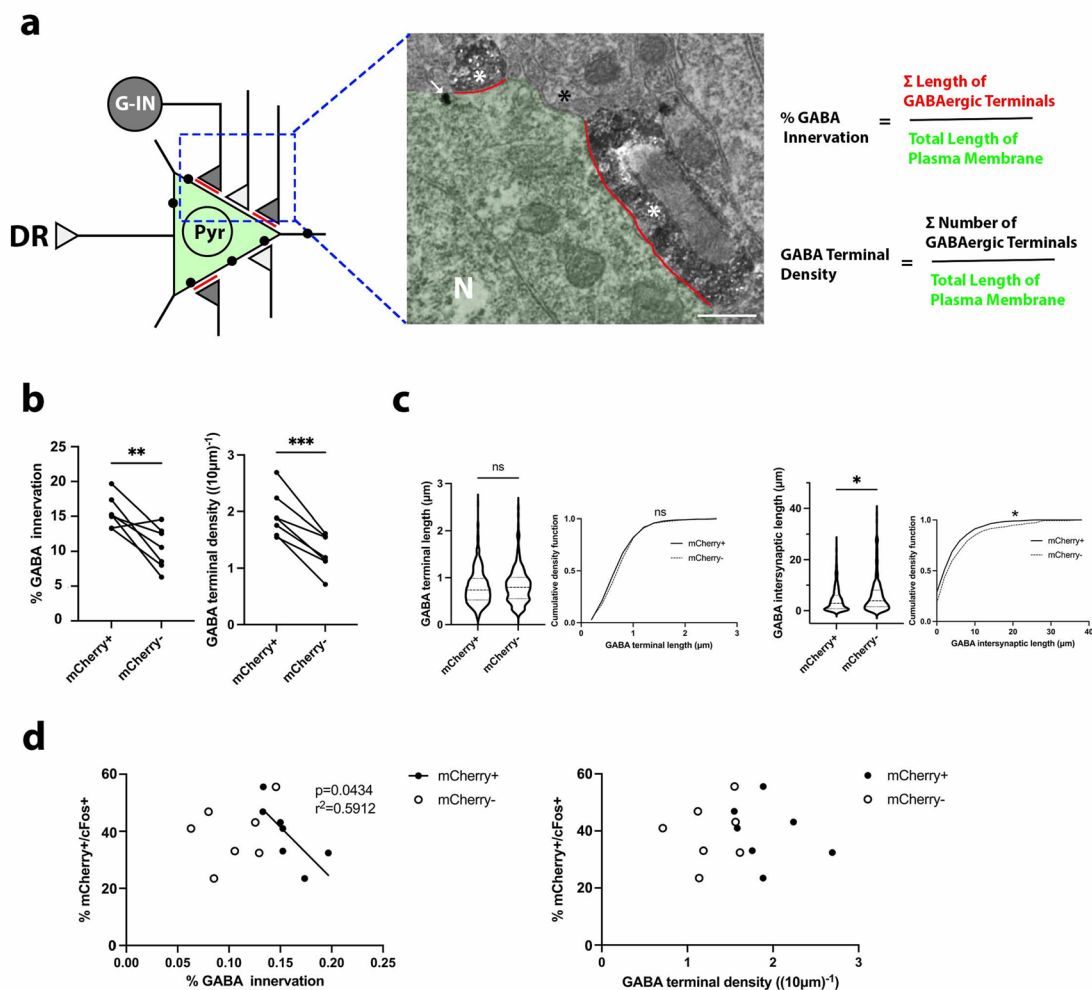 a
G-IN
DR
Pyr
*
*
*
N
% GABA
Innervation
=
Σ Length of
GABAergic Terminals
Total Length of
Plasma Membrane
GABA Terminal
Density
=
Σ Number of
GABAergic Terminals
Total Length of
Plasma Membrane
b
% GABA innervation
25
20
15
10
5
0
**
mCherry+
mCherry-
GABA terminal density ((10μm)-1)
3
2
1
0
***
mCherry+
mCherry-
c
GABA terminal length (μm)
3
2
1
0
ns
mCherry+
mCherry-
Cumulative density function
1.0
0.5
0.0
ns
mCherry+
mCherry-
0
1
2
3
GABA terminal length (μm)
GABA intersynaptic length (μm)
40
20
0
*
mCherry+
mCherry-
Cumulative density function
1.0
0.5
0.0
*
mCherry+
mCherry-
0
10
20
30
40
GABA intersynaptic length (μm)
d
% mCherry+/cFos+
60
40
20
0
p=0.0434
r2=0.5912
mCherry+
mCherry-
0.00
0.05
0.10
0.15
0.20
0.25
% GABA innervation
% mCherry+/cFos+
60
40
20
0
mCherry+
mCherry-
0
1
2
3
GABA terminal density ((10μm)-1)